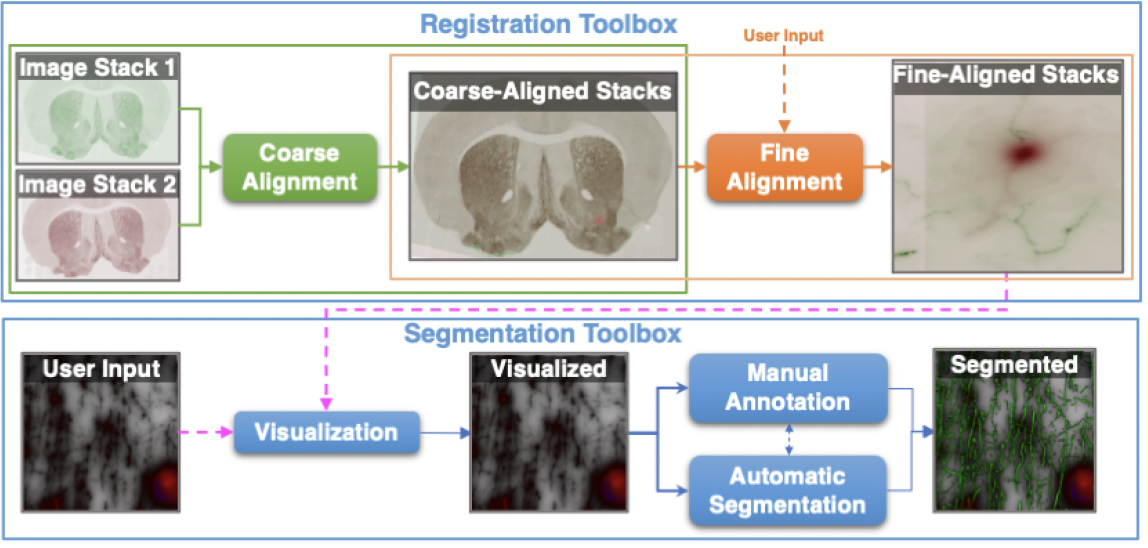 Registration Toolbox
User Input
Image Stack 1
Coarse-Aligned Stacks
Fine-Aligned Stacks
Coarse
Alignment
Fine
Alignment
Image Stack 2
Segmentation Toolbox
User Input
Visualized
Manual
Annotation
Segmented
Visualization
Automatic
Segmentation